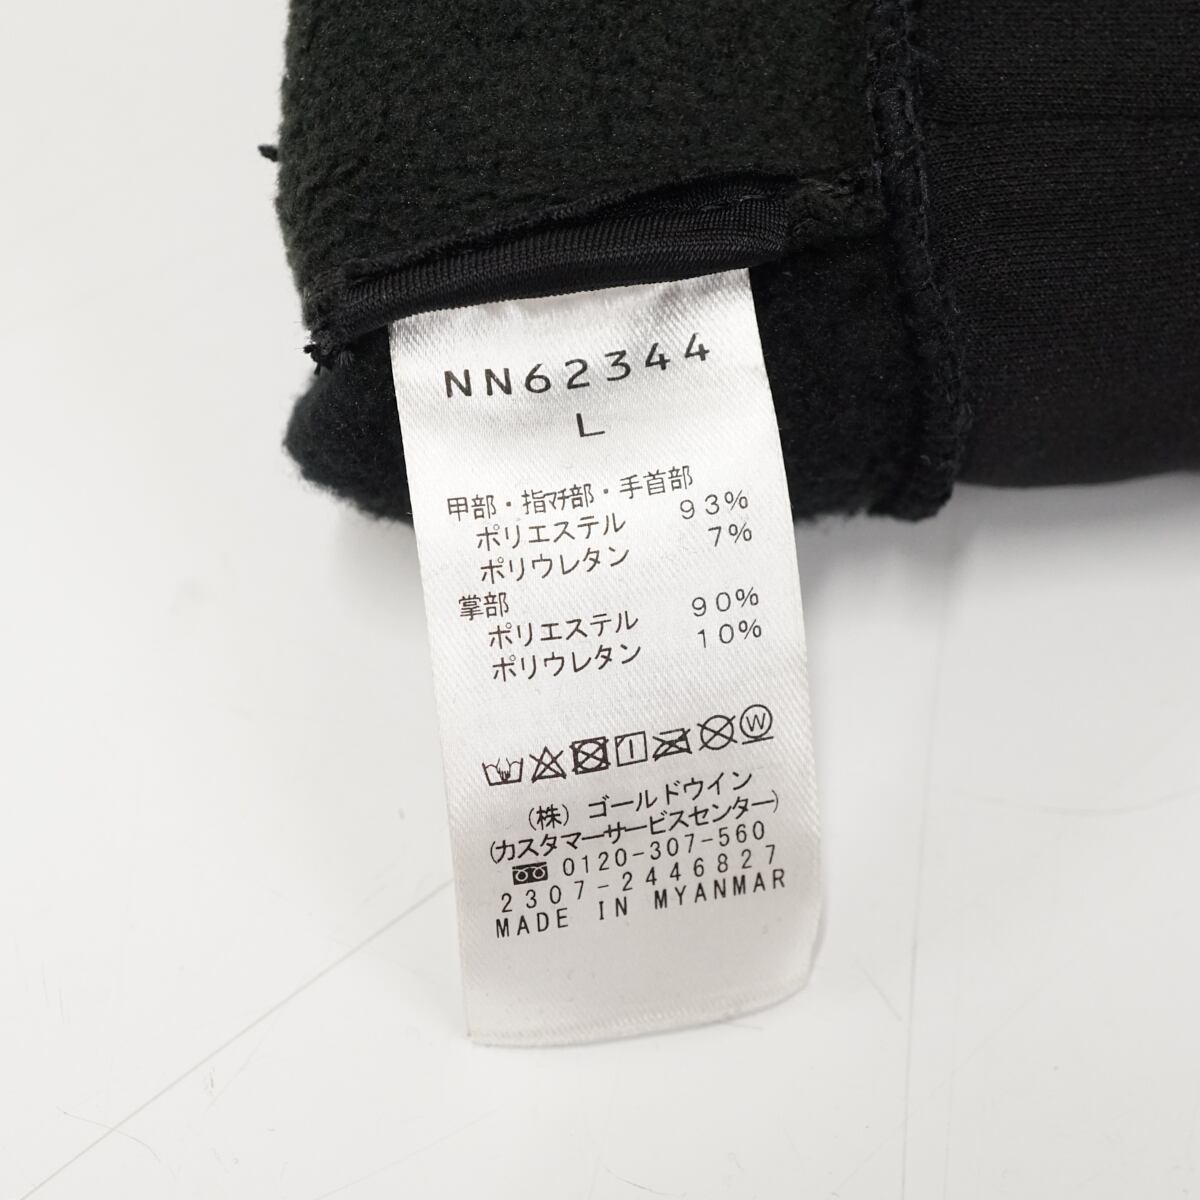 NN62344
L
甲部・指ﾏﾁ部・手首部
ポリエステル 93%
ポリウレタン 7%
掌部
ポリエステル 90%
ポリウレタン 10%
W
(株) ゴールドウイン
(カスタマーサービスセンター)
0120-307-560
2307-2446827
MADE IN MYANMAR